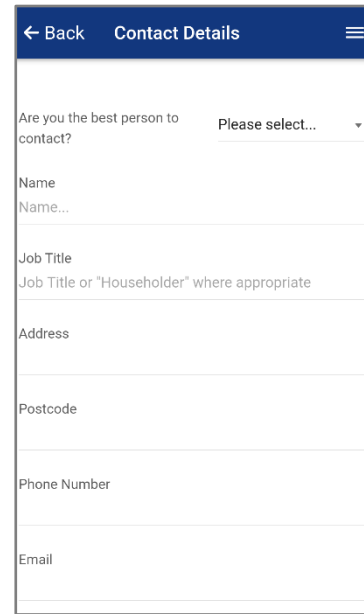 ← Back Contact Details
Are you the best person to
contact?
Please select...
Name
Name...
Job Title
Job Title or "Householder" where appropriate
Address
Postcode
Phone Number
Email